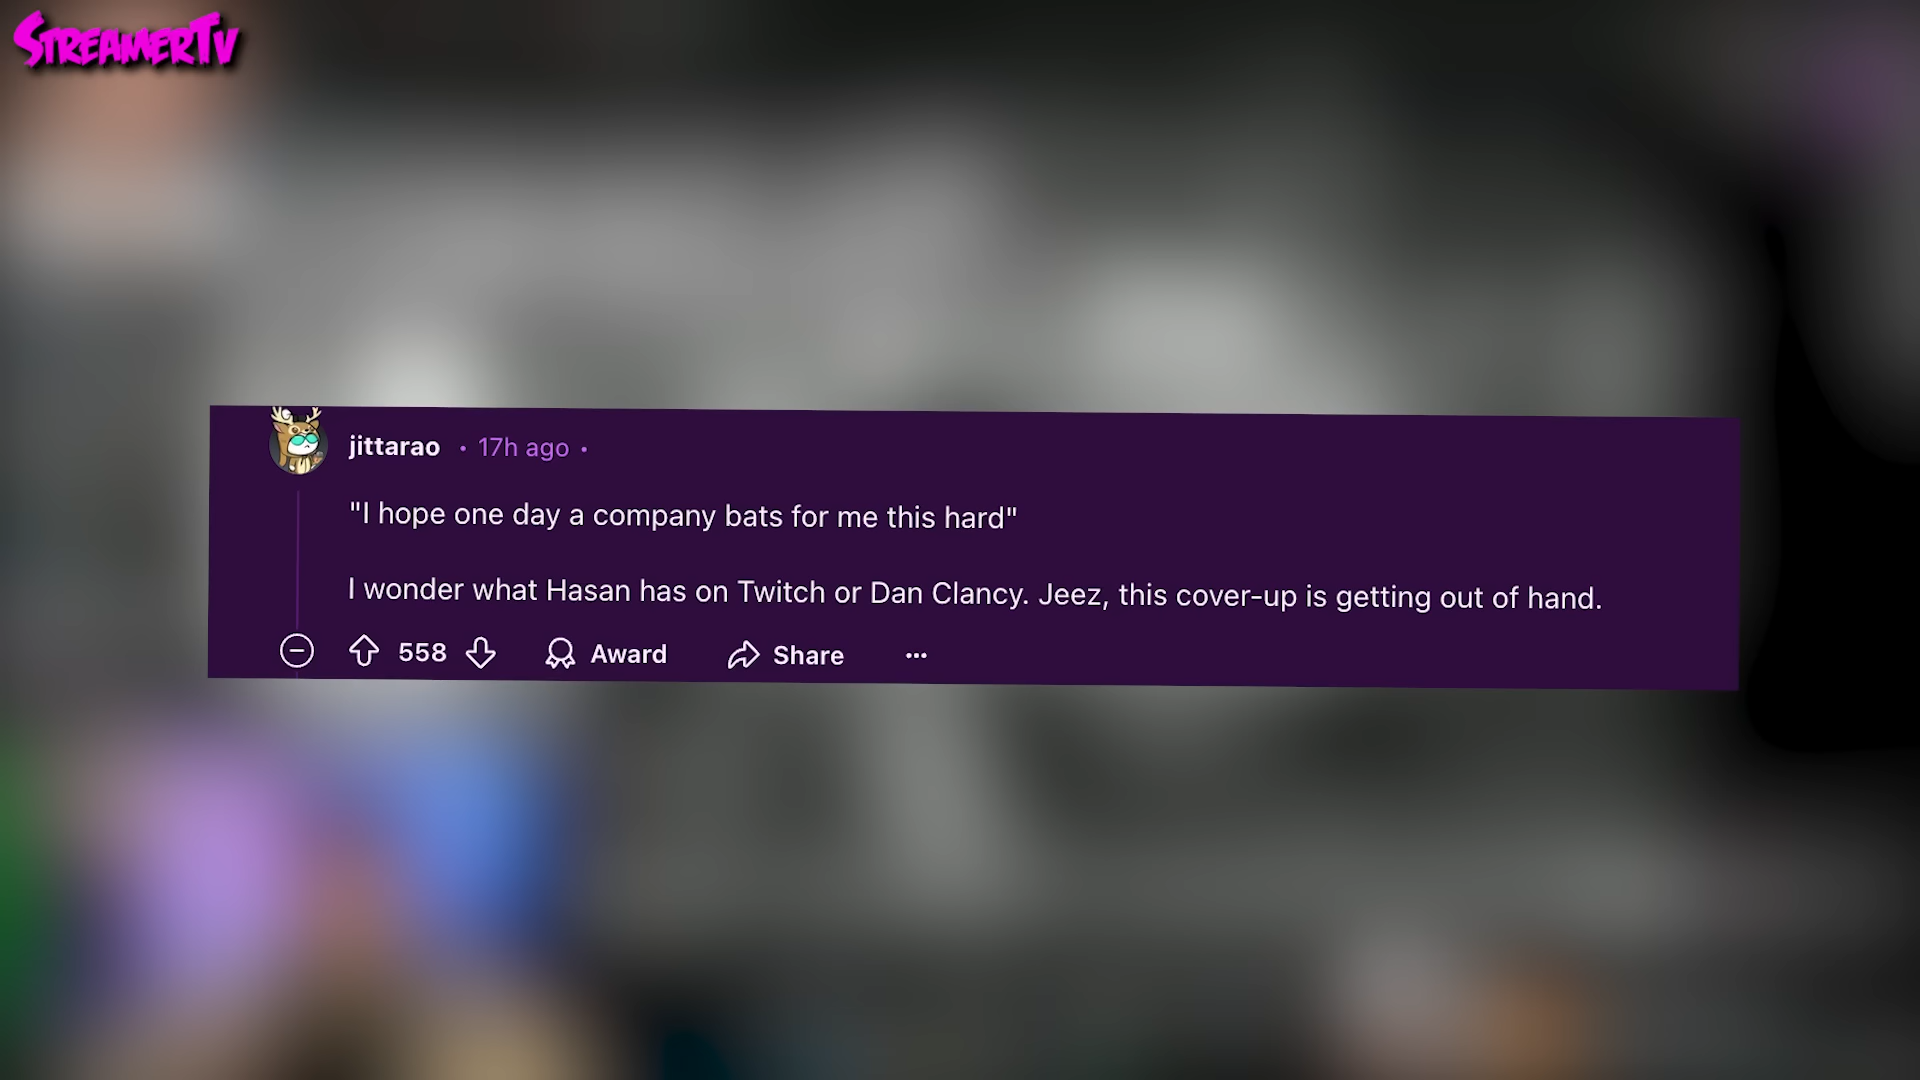 STREAMERTV
jittarao • 17h ago •
"I hope one day a company bats for me this hard"
I wonder what Hasan has on Twitch or Dan Clancy. Jeez, this cover-up is getting out of hand.
558 Award Share ...